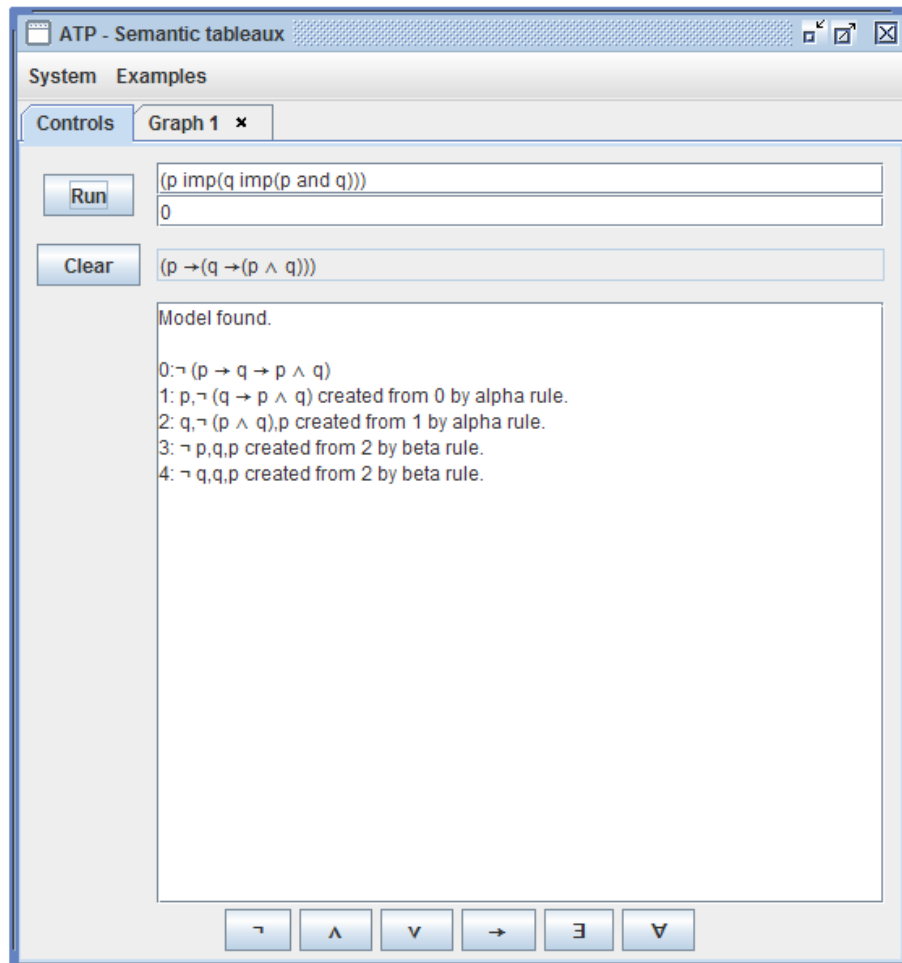 ATP - Semantic tableaux
System Examples
Controls Graph 1 ×
Run
(p imp(q imp(p and q)))
0
Clear
(p →(q →(p ∧ q)))
Model found.
0:¬ (p → q → p ∧ q)
1: p,¬ (q → p ∧ q) created from 0 by alpha rule.
2: q,¬ (p ∧ q),p created from 1 by alpha rule.
3: ¬ p,q,p created from 2 by beta rule.
4: ¬ q,q,p created from 2 by beta rule.
¬ ∧ ∨ → ∃ ∀